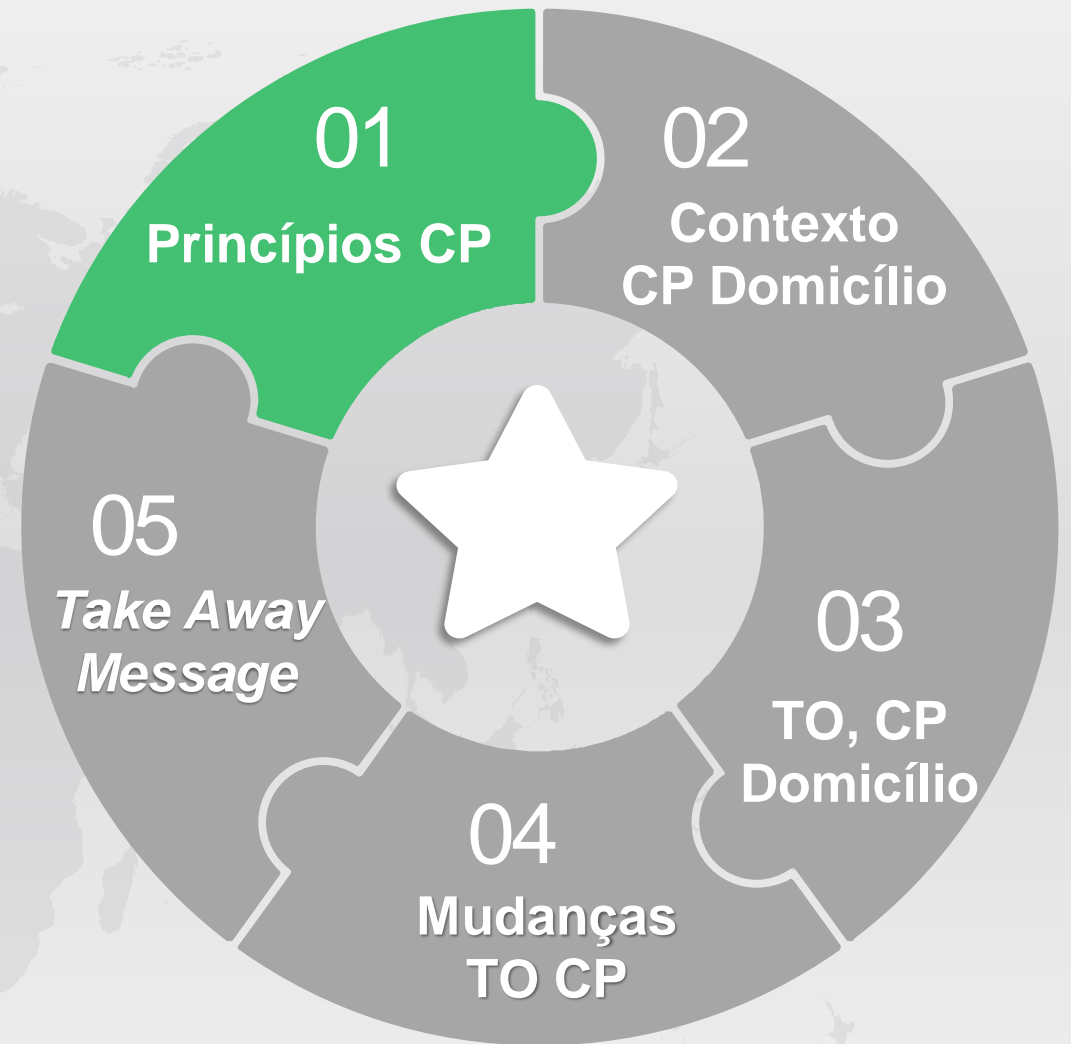 01
Princípios CP
02
Contexto
CP Domicílio
03
TO, CP
Domicílio
04
Mudanças
TO CP
05
Take Away
Message